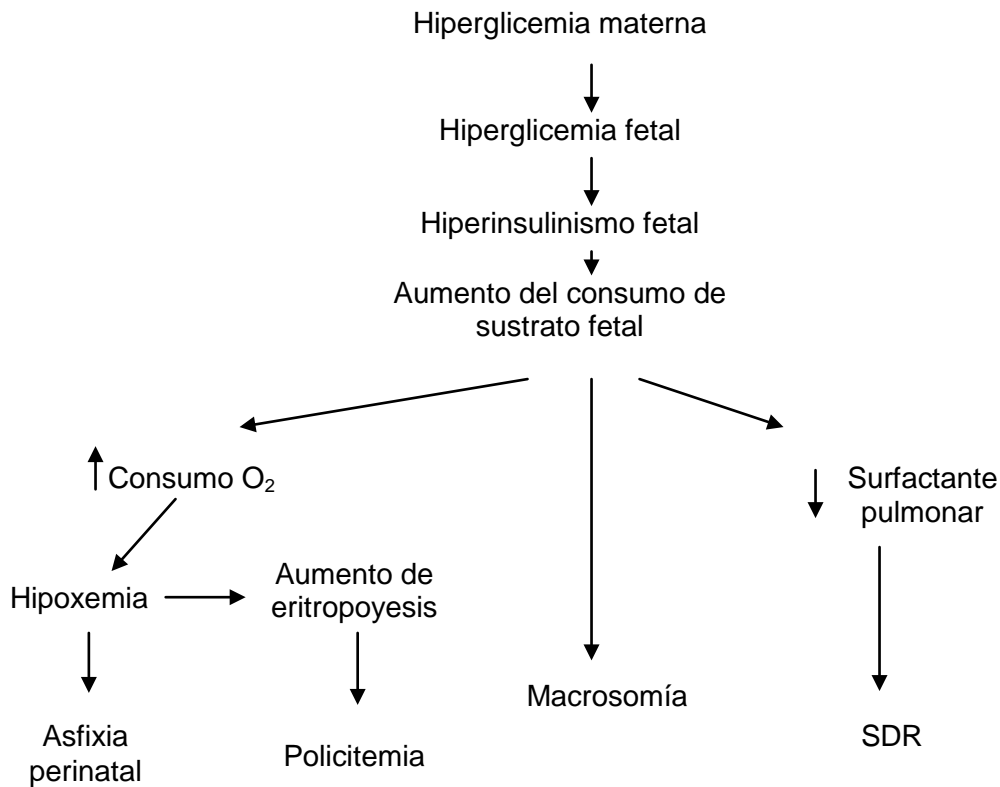 Hiperglicemia materna
Hiperglicemia fetal
Hiperinsulinismo fetal
Aumento del consumo de
sustrato fetal
Consumo O₂
Surfactante
pulmonar
Hipoxemia
Aumento de
eritropoyesis
Macrosomía
Asfixia
perinatal
Policitemia
SDR